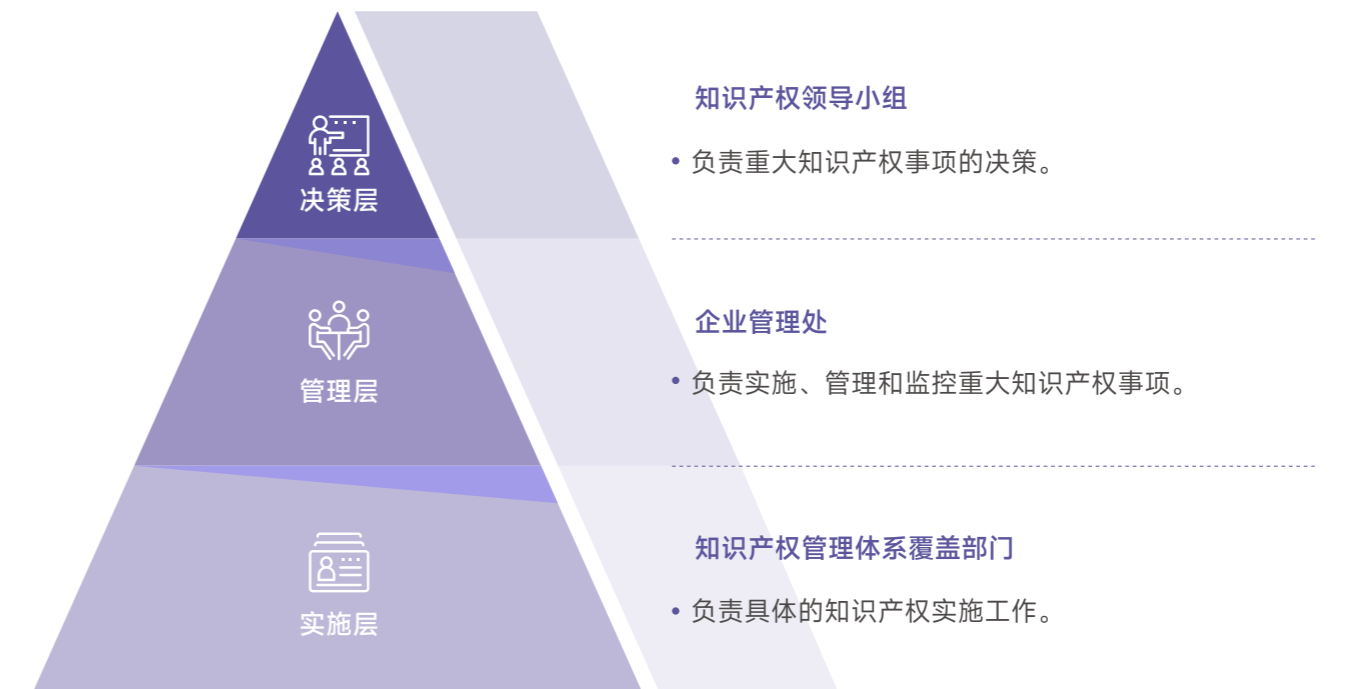 决策层
知识产权领导小组
• 负责重大知识产权事项的决策。
管理层
企业管理处
• 负责实施、管理和监控重大知识产权事项。
实施层
知识产权管理体系覆盖部门
• 负责具体的知识产权实施工作。